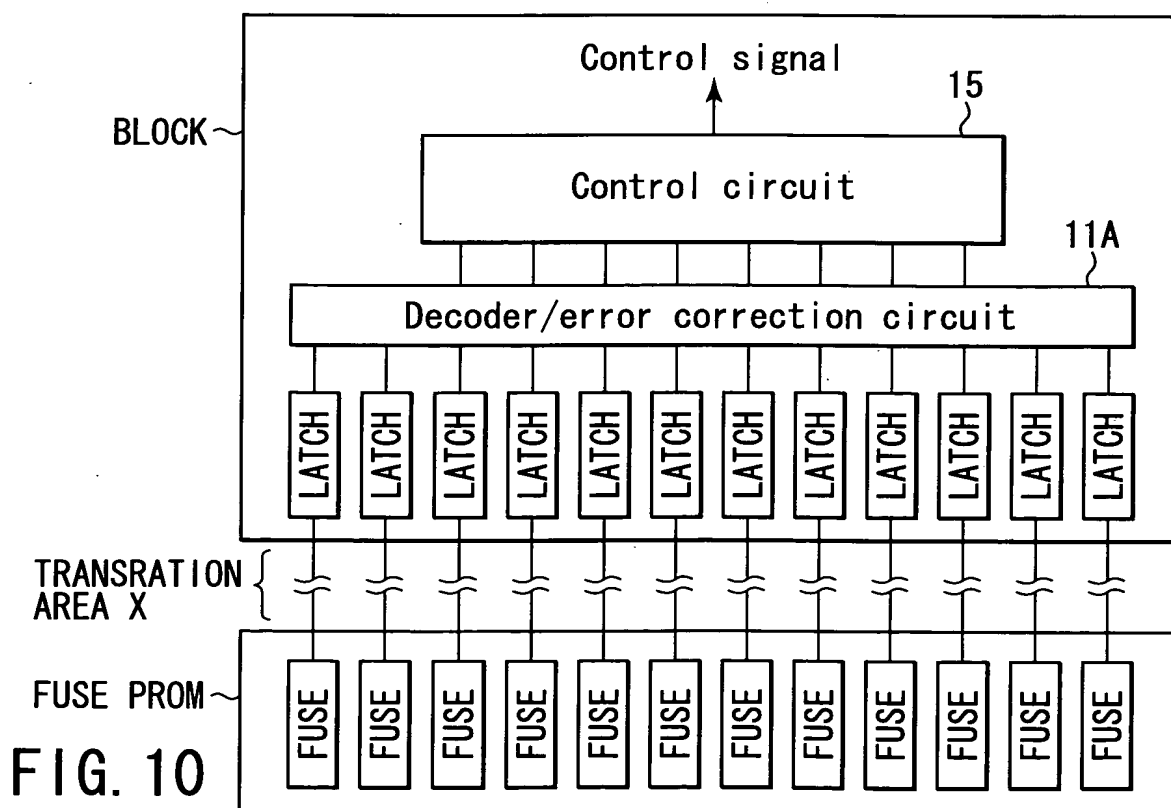 Control signal
15
BLOCK
Control circuit
11A
Decoder/error correction circuit
LATCH LATCH LATCH LATCH LATCH LATCH LATCH LATCH LATCH LATCH LATCH LATCH
TRANSRATION
AREA X
FUSE PROM
FUSE FUSE FUSE FUSE FUSE FUSE FUSE FUSE FUSE FUSE FUSE FUSE
FIG. 10